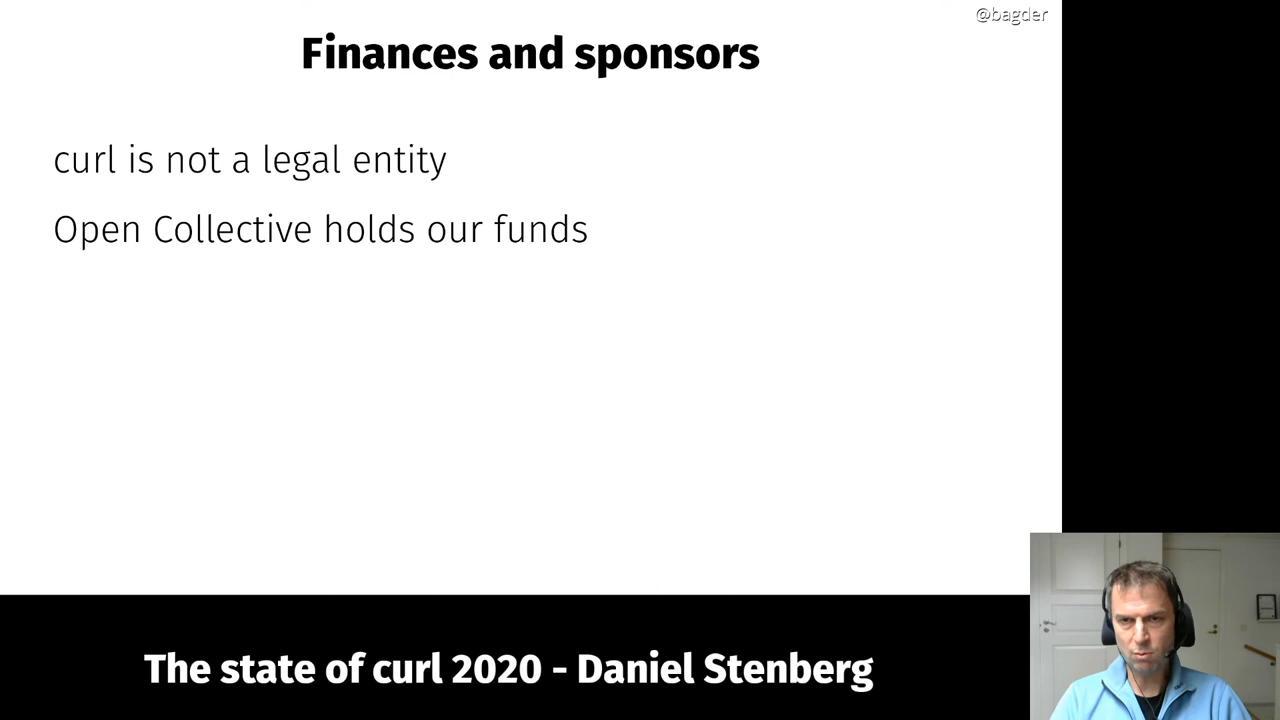 @bagder
Finances and sponsors
curl is not a legal entity
Open Collective holds our funds
The state of curl 2020 - Daniel Stenberg